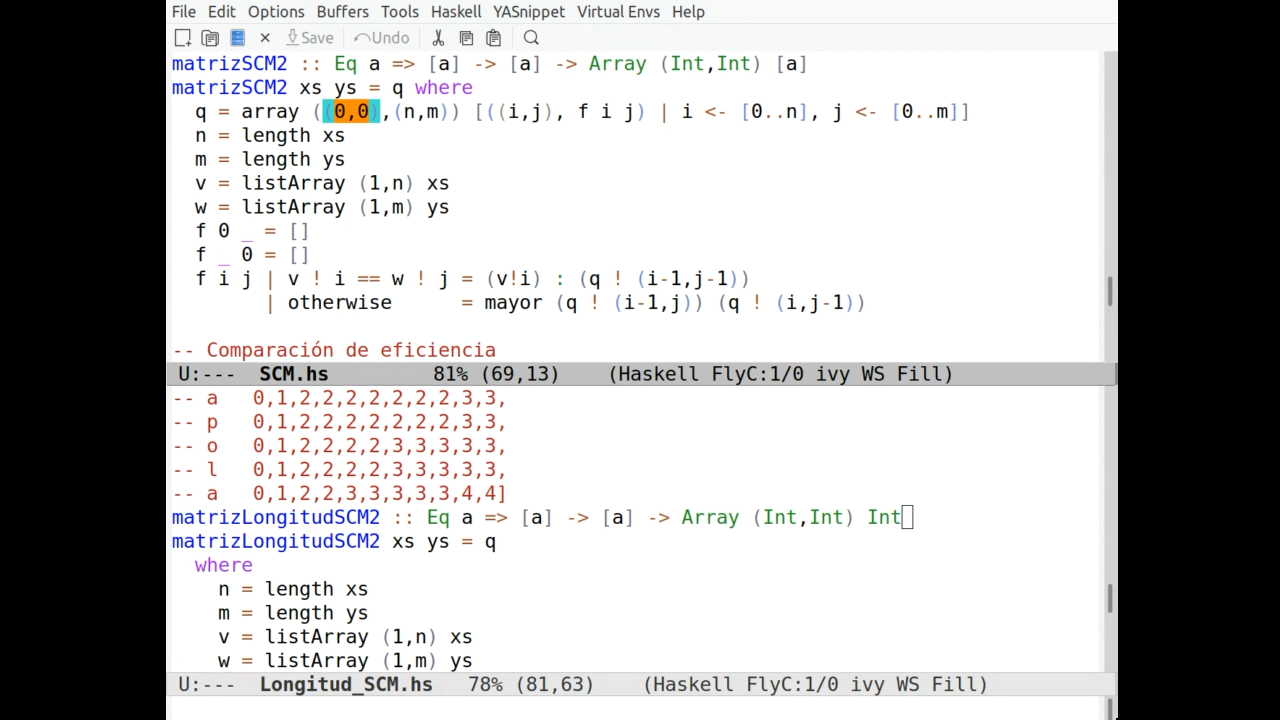 File Edit Options Buffers Tools Haskell YASnippet Virtual Envs Help
Save Undo
matrizSCM2 :: Eq a => [a] -> [a] -> Array (Int,Int) [a]
matrizSCM2 xs ys = q where
  q = array ((0,0),(n,m)) [((i,j), f i j) | i <- [0..n], j <- [0..m]]
  n = length xs
  m = length ys
  v = listArray (1,n) xs
  w = listArray (1,m) ys
  f 0 _ = []
  f _ 0 = []
  f i j | v ! i == w ! j = (v!i) : (q ! (i-1,j-1))
        | otherwise      = mayor (q ! (i-1,j)) (q ! (i,j-1))
-- Comparación de eficiencia
U:--- SCM.hs 81% (69,13) (Haskell FlyC:1/0 ivy WS Fill)
-- a   0,1,2,2,2,2,2,2,2,3,3,
-- p   0,1,2,2,2,2,2,2,2,3,3,
-- o   0,1,2,2,2,2,3,3,3,3,3,
-- l   0,1,2,2,2,2,3,3,3,3,3,
-- a   0,1,2,2,3,3,3,3,3,4,4]
matrizLongitudSCM2 :: Eq a => [a] -> [a] -> Array (Int,Int) Int
matrizLongitudSCM2 xs ys = q
  where
    n = length xs
    m = length ys
    v = listArray (1,n) xs
    w = listArray (1,m) ys
U:--- Longitud_SCM.hs 78% (81,63) (Haskell FlyC:1/0 ivy WS Fill)